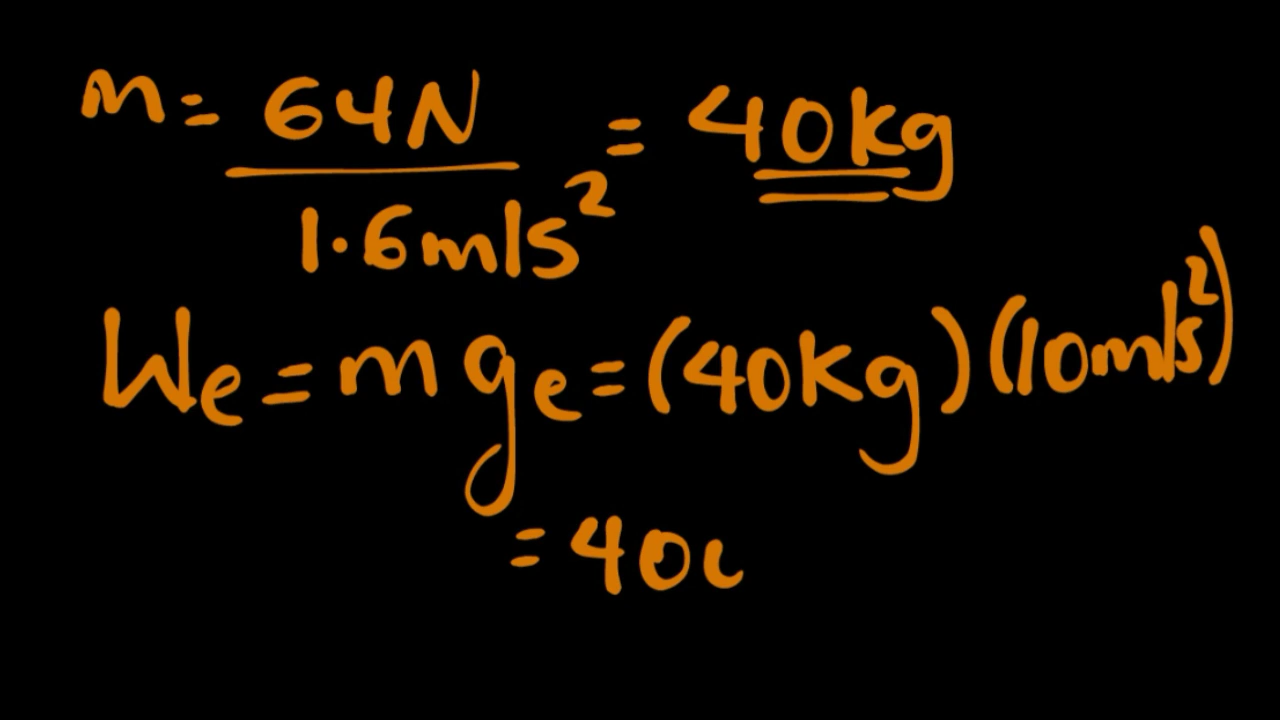 m = 64N / 1.6m/s² = 40kg
We = mge = (40kg)(10m/s²)
= 40